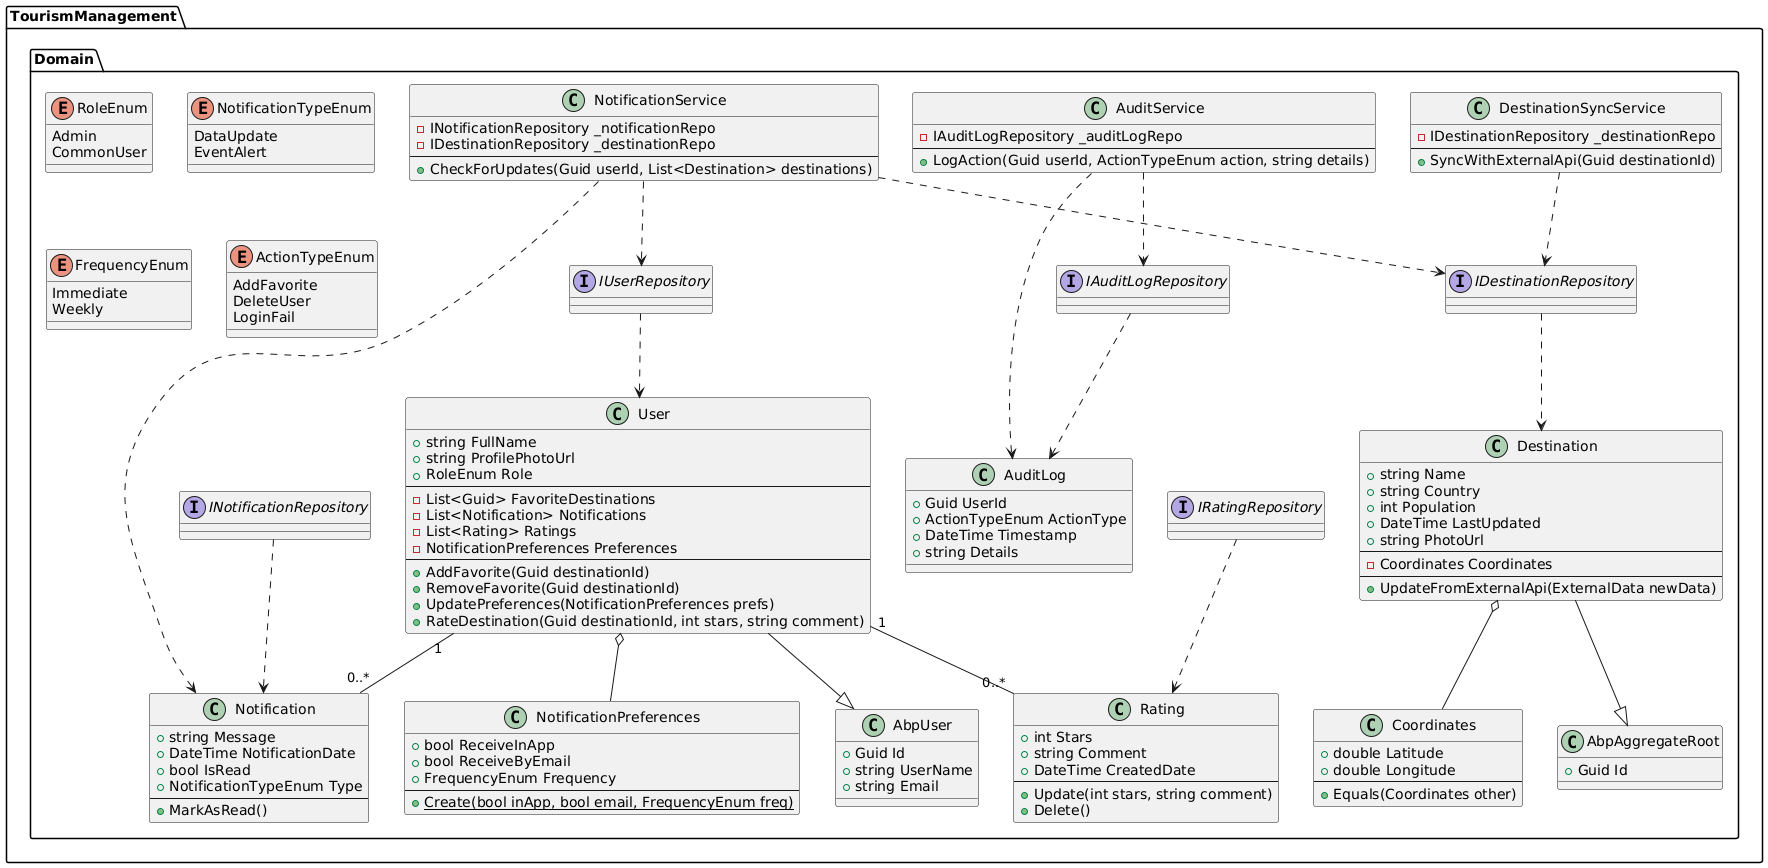 TourismManagement
Domain
E RoleEnum
Admin
CommonUser
E NotificationTypeEnum
DataUpdate
EventAlert
C NotificationService
INotificationRepository _notificationRepo
IDestinationRepository _destinationRepo
CheckForUpdates(Guid userId, List<Destination> destinations)
C AuditService
IAuditLogRepository _auditLogRepo
LogAction(Guid userId, ActionTypeEnum action, string details)
C DestinationSyncService
IDestinationRepository _destinationRepo
SyncWithExternalApi(Guid destinationId)
E FrequencyEnum
Immediate
Weekly
E ActionTypeEnum
AddFavorite
DeleteUser
LoginFail
I IUserRepository
I IAuditLogRepository
I IDestinationRepository
I INotificationRepository
C User
string FullName
string ProfilePhotoUrl
RoleEnum Role
List<Guid> FavoriteDestinations
List<Notification> Notifications
List<Rating> Ratings
NotificationPreferences Preferences
AddFavorite(Guid destinationId)
RemoveFavorite(Guid destinationId)
UpdatePreferences(NotificationPreferences prefs)
RateDestination(Guid destinationId, int stars, string comment)
C AuditLog
Guid UserId
ActionTypeEnum ActionType
DateTime Timestamp
string Details
I IRatingRepository
C Destination
string Name
string Country
int Population
DateTime LastUpdated
string PhotoUrl
Coordinates Coordinates
UpdateFromExternalApi(ExternalData newData)
1
0..*
1
0..*
C Notification
string Message
DateTime NotificationDate
bool IsRead
NotificationTypeEnum Type
MarkAsRead()
C NotificationPreferences
bool ReceiveInApp
bool ReceiveByEmail
FrequencyEnum Frequency
Create(bool inApp, bool email, FrequencyEnum freq)
C AbpUser
Guid Id
string UserName
string Email
C Rating
int Stars
string Comment
DateTime CreatedDate
Update(int stars, string comment)
Delete()
C Coordinates
double Latitude
double Longitude
Equals(Coordinates other)
C AbpAggregateRoot
Guid Id